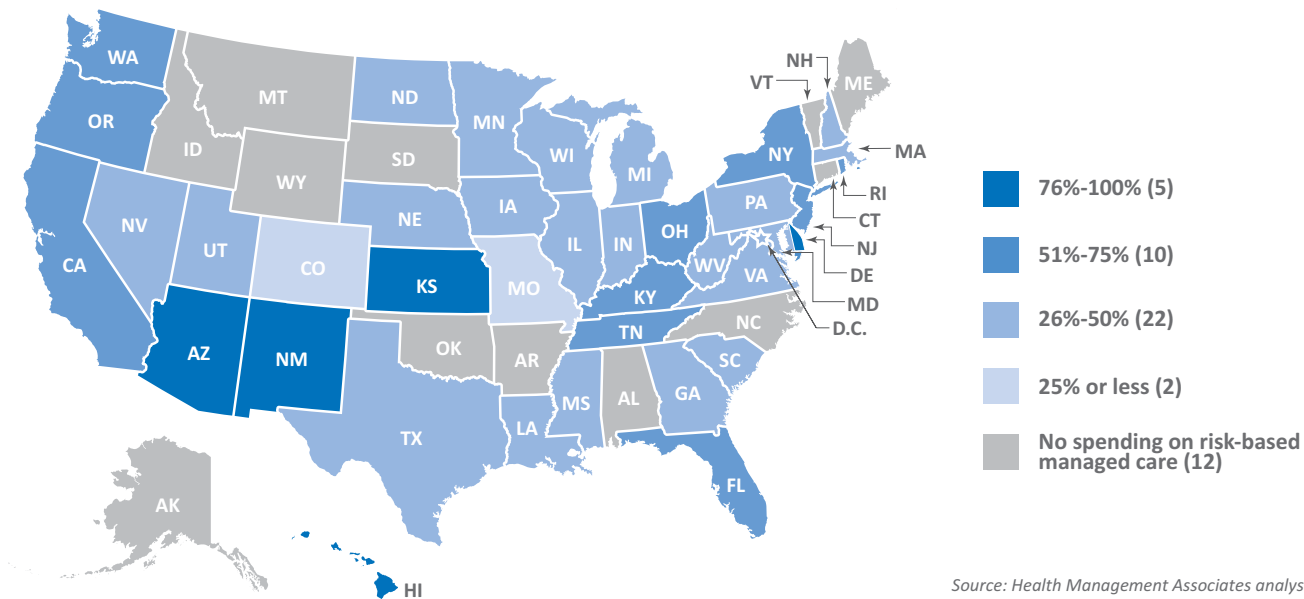 WA
MT
ND
MN
OR
ID
SD
WY
WI
MI
NH
VT
ME
NY
MA
RI
CT
NJ
DE
MD
D.C.
NV
UT
CO
NE
IA
IL
IN
OH
PA
WV
VA
CA
KS
MO
KY
TN
NC
AZ
NM
OK
AR
SC
MS
AL
GA
TX
LA
FL
AK
HI
76%-100% (5)
51%-75% (10)
26%-50% (22)
25% or less (2)
No spending on risk-based
managed care (12)
Source: Health Management Associates analys